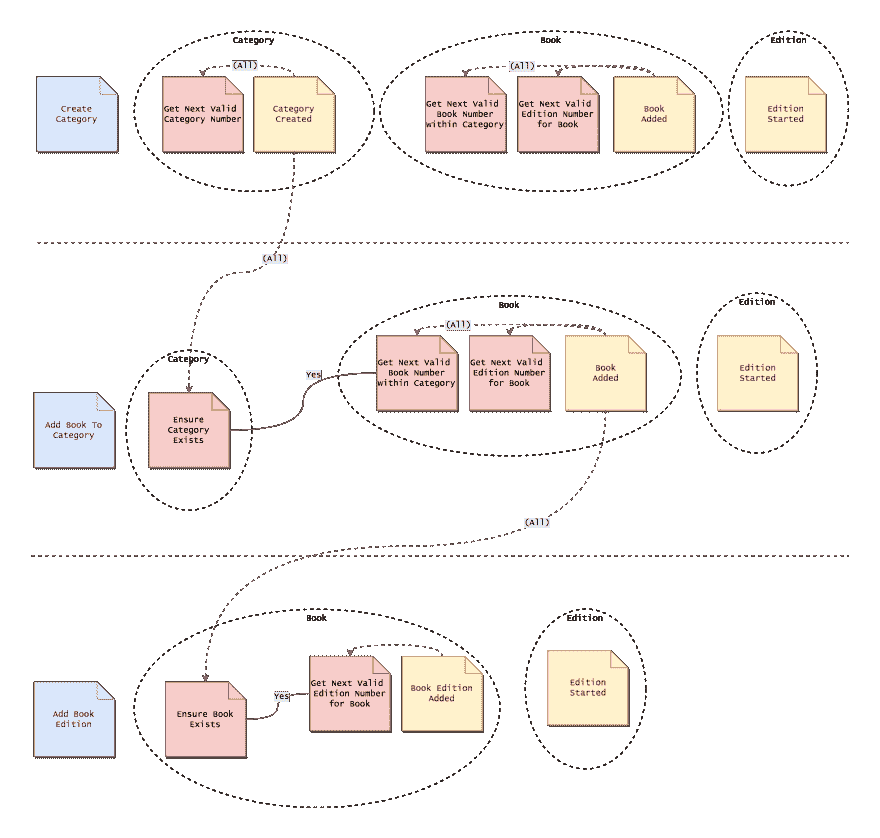 Category
Book
Edition
(All)
(All)
Create
Category
Get Next Valid
Category Number
Category
Created
Get Next Valid
Book Number
within Category
Get Next Valid
Edition Number
for Book
Book
Added
Edition
Started
(All)
Book
Edition
(All)
Category
Yes
Get Next Valid
Book Number
within Category
Get Next Valid
Edition Number
for Book
Book
Added
Edition
Started
Add Book To
Category
Ensure
Category
Exists
(All)
Book
Edition
Add Book
Edition
Ensure Book
Exists
Yes
Get Next Valid
Edition Number
for Book
Book Edition
Added
Edition
Started